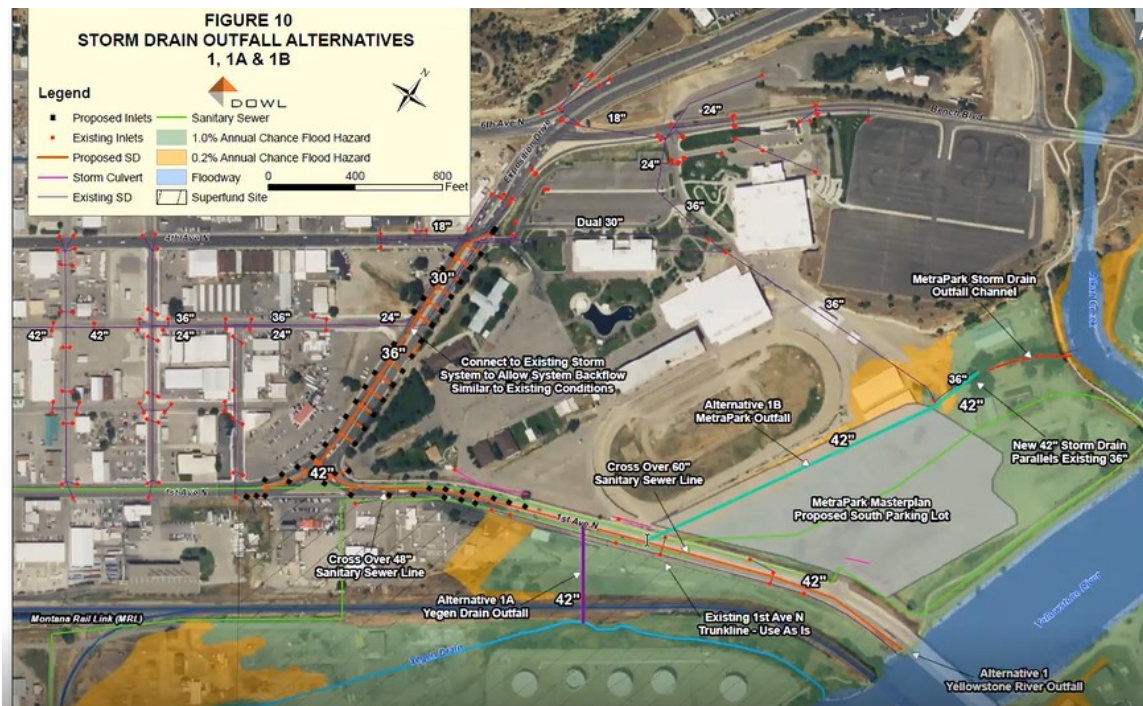 FIGURE 10
STORM DRAIN OUTFALL ALTERNATIVES
1, 1A & 1B
Legend
DOWL
N
Proposed Inlets
Sanitary Sewer
Existing Inlets
1.0% Annual Chance Flood Hazard
Proposed SD
0.2% Annual Chance Flood Hazard
Storm Culvert
Floodway
Existing SD
Superfund Site
0 400 800
Feet
6th Ave N
18"
24"
Bench Blvd
Exposition Drive
24"
36"
18"
Dual 30"
4th Ave N
30"
MetraPark Storm Drain
Outfall Channel
36"
36"
36"
24"
42"
42"
24"
24"
36"
Connect to Existing Storm
System to Allow System Backflow
Similar to Existing Conditions
36"
42"
Alternative 1B
MetraPark Outfall
42"
New 42" Storm Drain
Parallels Existing 36"
Cross Over 60"
Sanitary Sewer Line
42"
1st Ave N
MetraPark Masterplan
Proposed South Parking Lot
1st Ave N
Cross Over 48"
Sanitary Sewer Line
42"
Alternative 1A
Yegen Drain Outfall
42"
Existing 1st Ave N
Trunkline - Use As Is
Montana Rail Link (MRL)
Yellowstone River
Yegen Drain
Alternative 1
Yellowstone River Outfall